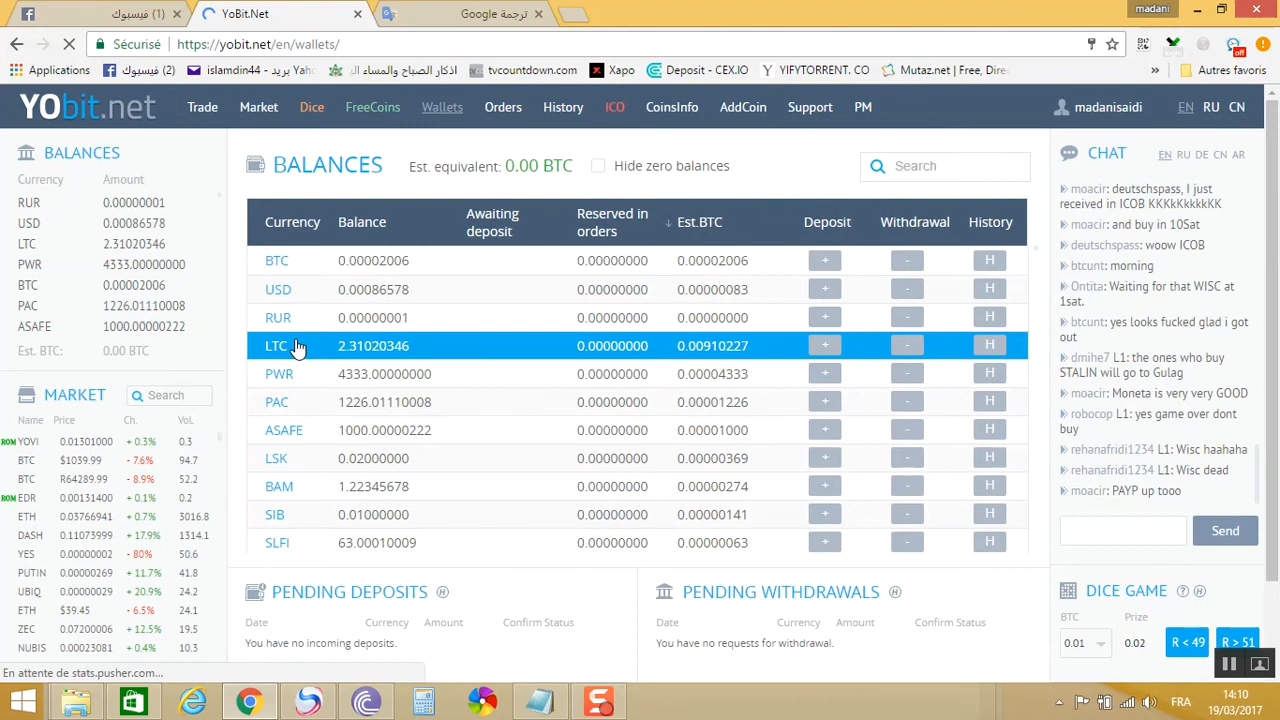 (1) فيسبوك
YoBit.Net
ترجمة Google
madani
Sécurisé
https://yobit.net/en/wallets/
off
Applications
(2) فيسبوك
islamdin44 - بريد Yah
اذكار الصباح والمساء ال
tvcountdown.com
Xapo
Deposit - CEX.IO
YIFYTORRENT. CO
Mutaz.net | Free, Dire
»
Autres favoris
YObit.net
Trade
Market
Dice
FreeCoins
Wallets
Orders
History
ICO
CoinsInfo
AddCoin
Support
PM
madanisaidi
EN RU CN
BALANCES
Currency Amount
RUR 0.00000001
USD 0.00086578
LTC 2.31020346
PWR 4333.00000000
BTC 0.00002006
PAC 1226.01110008
ASAFE 1000.00000222
Est. BTC: 0.00 BTC
MARKET
Search
Name Price Ch. Vol.
ROM YOVI 0.01301000 + 0.3% 0.3
BTC $1039.99 - 7.6% 94.7
BTC R64289.99 - 8.9% 52.2
ROM EDR 0.00131400 + 0.1% 0.2
ETH 0.03766941 + 0.7% 3016.8
DASH 0.11073999 + 17.9% 1314.1
YES 0.00000002 - 80% 50.6
PUTIN 0.00000269 + 11.7% 41.8
UBIQ 0.00000029 + 20.9% 24.2
ETH $39.45 - 6.5% 24.1
ZEC 0.07200006 + 12.5% 19.5
NUBIS 0.00023081 + 0.4% 10.3
En attente de stats.pusher.com...
BALANCES
Est. equivalent: 0.00 BTC
Hide zero balances
Search
Currency Balance Awaiting deposit Reserved in orders ↓ Est.BTC Deposit Withdrawal History
BTC 0.00002006 0.00000000 0.00002006 + - H
USD 0.00086578 0.00000000 0.00000083 + - H
RUR 0.00000001 0.00000000 0.00000000 + - H
LTC 2.31020346 0.00000000 0.00910227 + - H
PWR 4333.00000000 0.00000000 0.00004333 + - H
PAC 1226.01110008 0.00000000 0.00001226 + - H
ASAFE 1000.00000222 0.00000000 0.00001000 + - H
LSK 0.02000000 0.00000000 0.00000369 + - H
BAM 1.22345678 0.00000000 0.00000274 + - H
SIB 0.01000000 0.00000000 0.00000141 + - H
SLFI 63.00010009 0.00000000 0.00000063 + - H
PENDING DEPOSITS H
Date Currency Amount Confirm Status
You have no incoming deposits.
PENDING WITHDRAWALS H
Date Currency Amount Confirm Status
You have no requests for withdrawal.
CHAT
EN RU DE CN AR
moacir: deutschspass, I just
received in ICOB KKKkKkkkkKK
moacir: and buy in 10Sat
deutschspass: woow ICOB
btcunt: morning
Ontita: Waiting for that WISC at
1sat.
btcunt: yes looks fucked glad i got
out
dmihe7 L1: the ones who buy
STALIN will go to Gulag
moacir: Moneta is very very GOOD
robocop L1: yes game over dont
buy
rehanafridi1234 L1: Wisc haahaha
rehanafridi1234 L1: Wisc dead
moacir: PAYP up tooo
Send
DICE GAME ? H
BTC Prize
0.01 0.02 R < 49 R > 51
FRA
14:10
19/03/2017